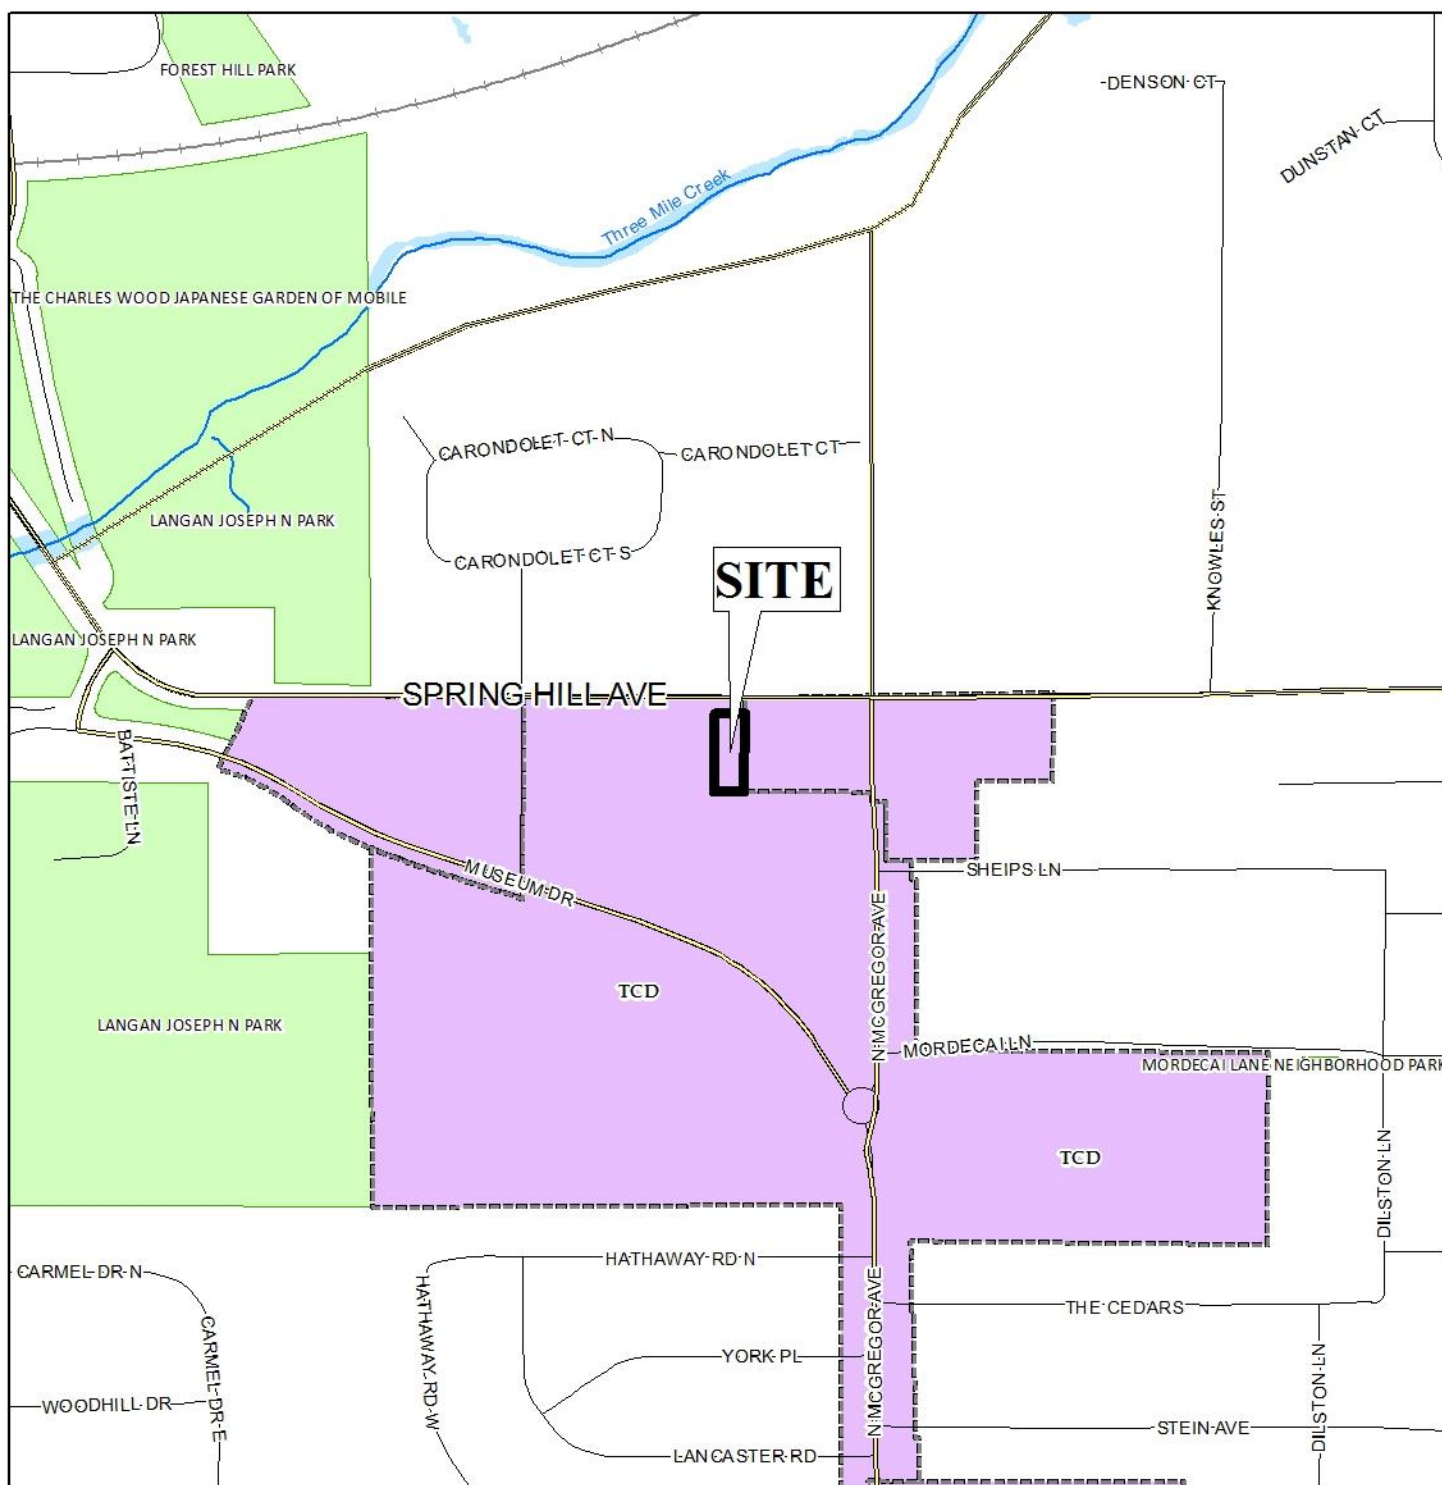 FOREST HILL PARK
DENSON CT
DUNSTAN CT
Three Mile Creek
THE CHARLES WOOD JAPANESE GARDEN OF MOBILE
CARONDOLET CT N
CARONDOLET CT
LANGAN JOSEPH N PARK
CARONDOLET CT S
KNOWLES ST
SITE
LANGAN JOSEPH N PARK
SPRING HILL AVE
BATTISTE LN
MUSEUM DR
SHEIPS LN
N MCGREGOR AVE
TCD
LANGAN JOSEPH N PARK
MORDECAI LN
MORDECAI LANE NEIGHBORHOOD PARK
TCD
DILSTON LN
HATHAWAY RD N
CARMEL DR N
HATHAWAY RD W
N MCGREGOR AVE
THE CEDARS
CARMEL DR E
YORK PL
DILSTON LN
WOODHILL DR
STEIN AVE
LANCASTER RD